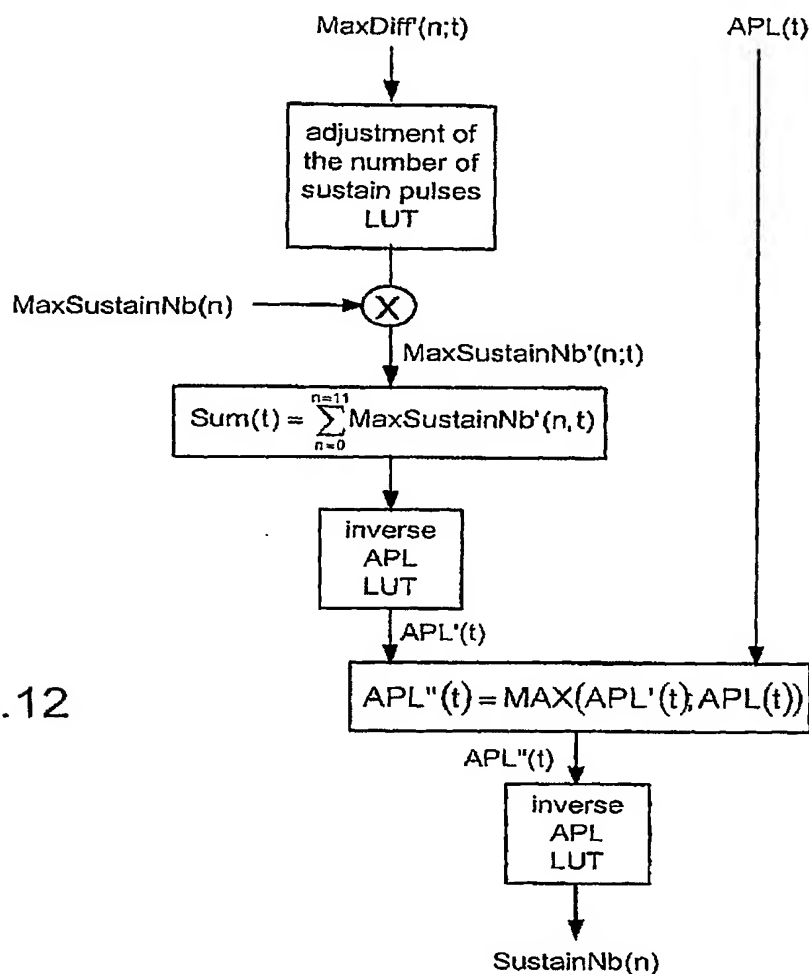 MaxDiff'(n;t)
APL(t)
adjustment of
the number of
sustain pulses
LUT
MaxSustainNb(n)
X
MaxSustainNb'(n;t)
Sum(t) = ∑ n=0 n=11 MaxSustainNb'(n,t)
inverse
APL
LUT
APL'(t)
.12
APL"(t) = MAX(APL'(t);APL(t))
APL"(t)
inverse
APL
LUT
SustainNb(n)